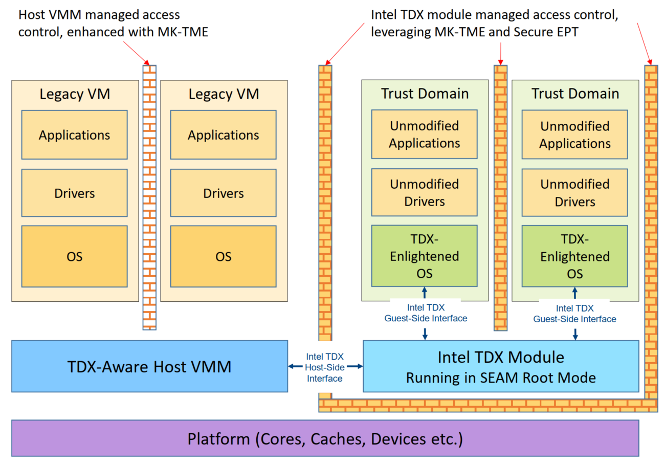 Host VMM managed access
control, enhanced with MK-TME
Intel TDX module managed access control,
leveraging MK-TME and Secure EPT
Legacy VM
Applications
Drivers
OS
Legacy VM
Applications
Drivers
OS
Trust Domain
Unmodified
Applications
Unmodified
Drivers
TDX-
Enlightened
OS
Trust Domain
Unmodified
Applications
Unmodified
Drivers
TDX-
Enlightened
OS
Intel TDX
Guest-Side Interface
Intel TDX
Guest-Side Interface
TDX-Aware Host VMM
Intel TDX
Host-Side
Interface
Intel TDX Module
Running in SEAM Root Mode
Platform (Cores, Caches, Devices etc.)